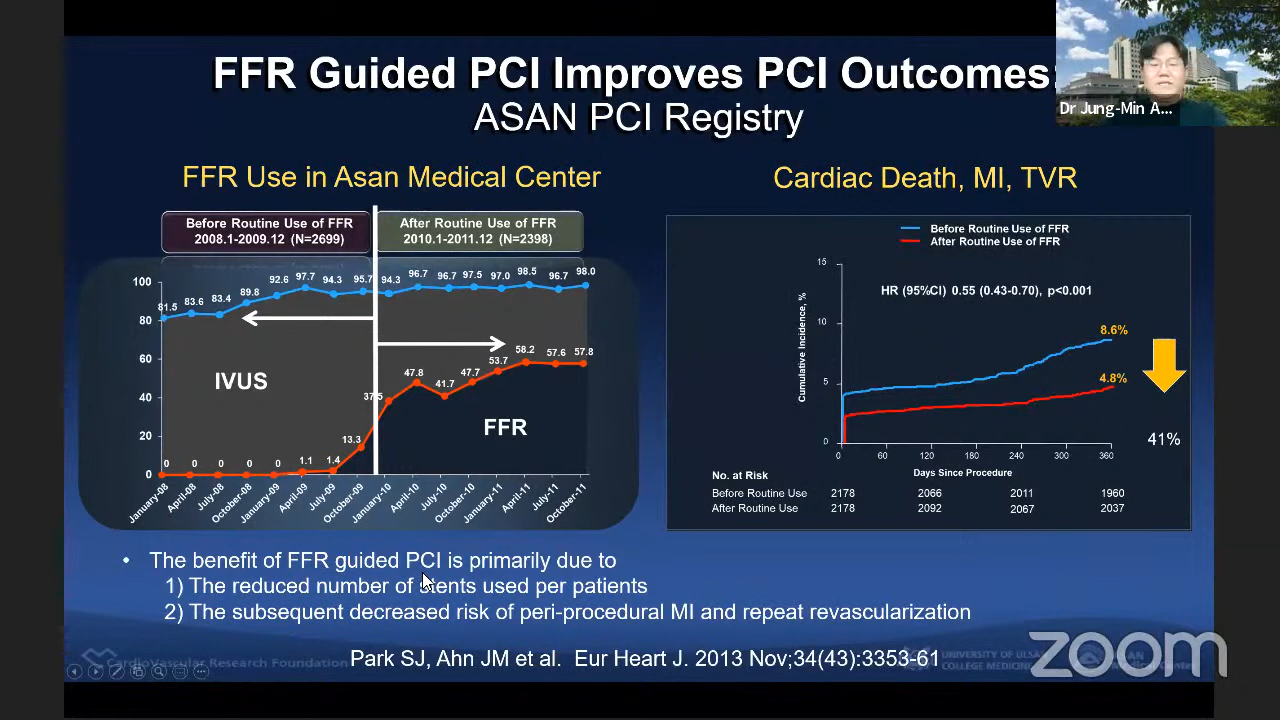 FFR Guided PCI Improves PCI Outcomes:
ASAN PCI Registry
Dr Jung-Min A...
FFR Use in Asan Medical Center
Before Routine Use of FFR
2008.1-2009.12 (N=2699)
After Routine Use of FFR
2010.1-2011.12 (N=2398)
100
80
60
40
20
0
81.5 83.6 83.4 89.8 92.6 97.7 94.3 95.7 94.3 96.7 96.7 97.5 97.0 98.5 96.7 98.0
0 0 0 0 0 1.1 1.4 13.3 37.5 47.8 41.7 47.7 53.7 58.2 57.6 57.8
IVUS
FFR
January-08 April-08 July-08 October-08 January-09 April-09 July-09 October-09 January-10 April-10 July-10 October-10 January-11 April-11 July-11 October-11
Cardiac Death, MI, TVR
Before Routine Use of FFR
After Routine Use of FFR
HR (95%CI) 0.55 (0.43-0.70), p<0.001
Cumulative Incidence, %
15
10
5
0
8.6%
4.8%
41%
0 60 120 180 240 300 360
Days Since Procedure
No. at Risk
Before Routine Use 2178 2066 2011 1960
After Routine Use 2178 2092 2067 2037
• The benefit of FFR guided PCI is primarily due to
1) The reduced number of stents used per patients
2) The subsequent decreased risk of peri-procedural MI and repeat revascularization
Park SJ, Ahn JM et al. Eur Heart J. 2013 Nov;34(43):3353-61
CardioVascular Research Foundation
UNIVERSITY OF ULSAN
COLLEGE MEDICINE
ASAN
Medical Center
zoom